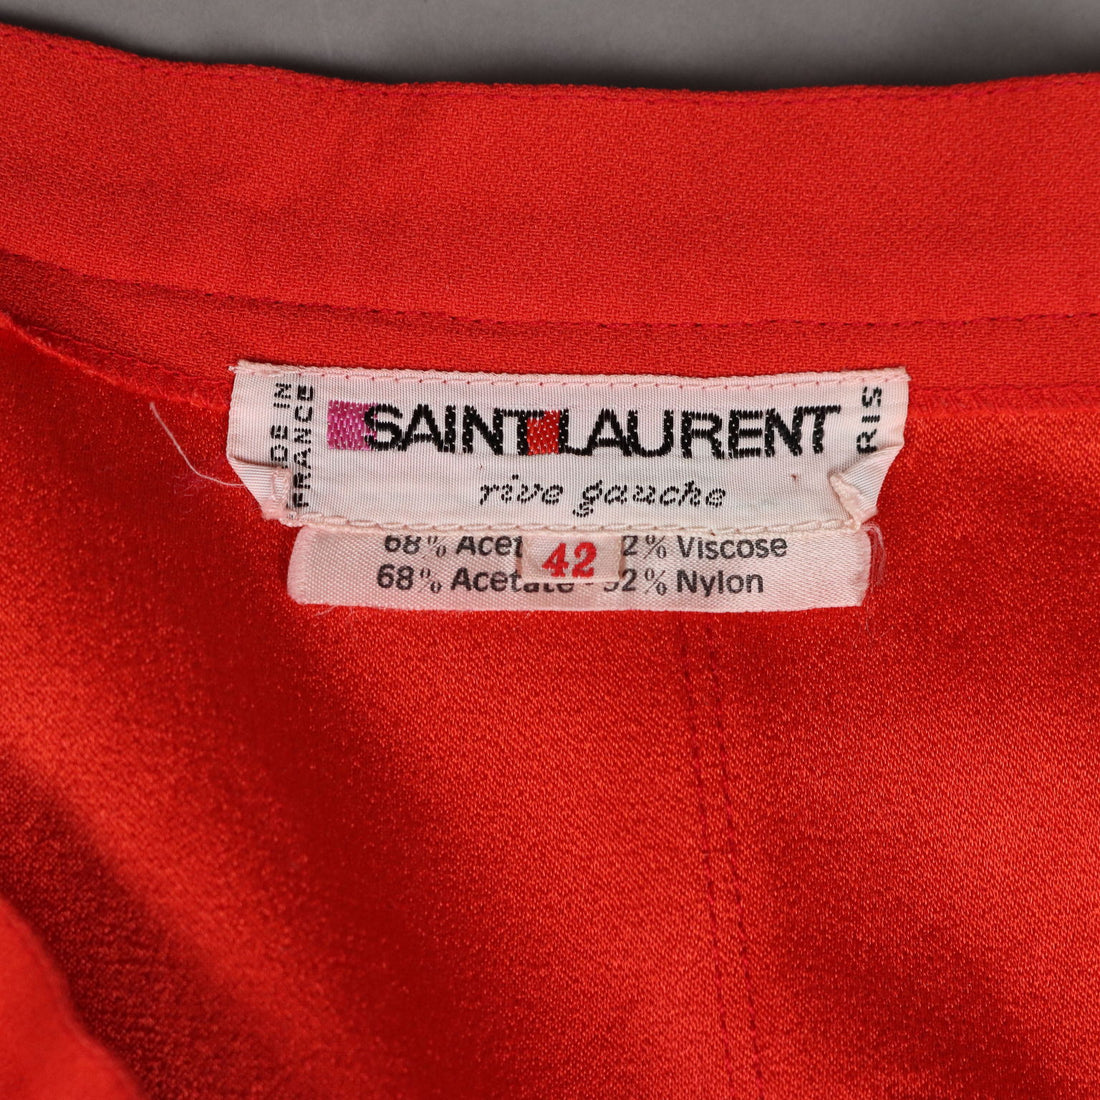 DE IN
FRANCE
SAINT LAURENT
RIS
rive gauche
68% Acet 2% Viscose
42
68% Acetate - 32% Nylon